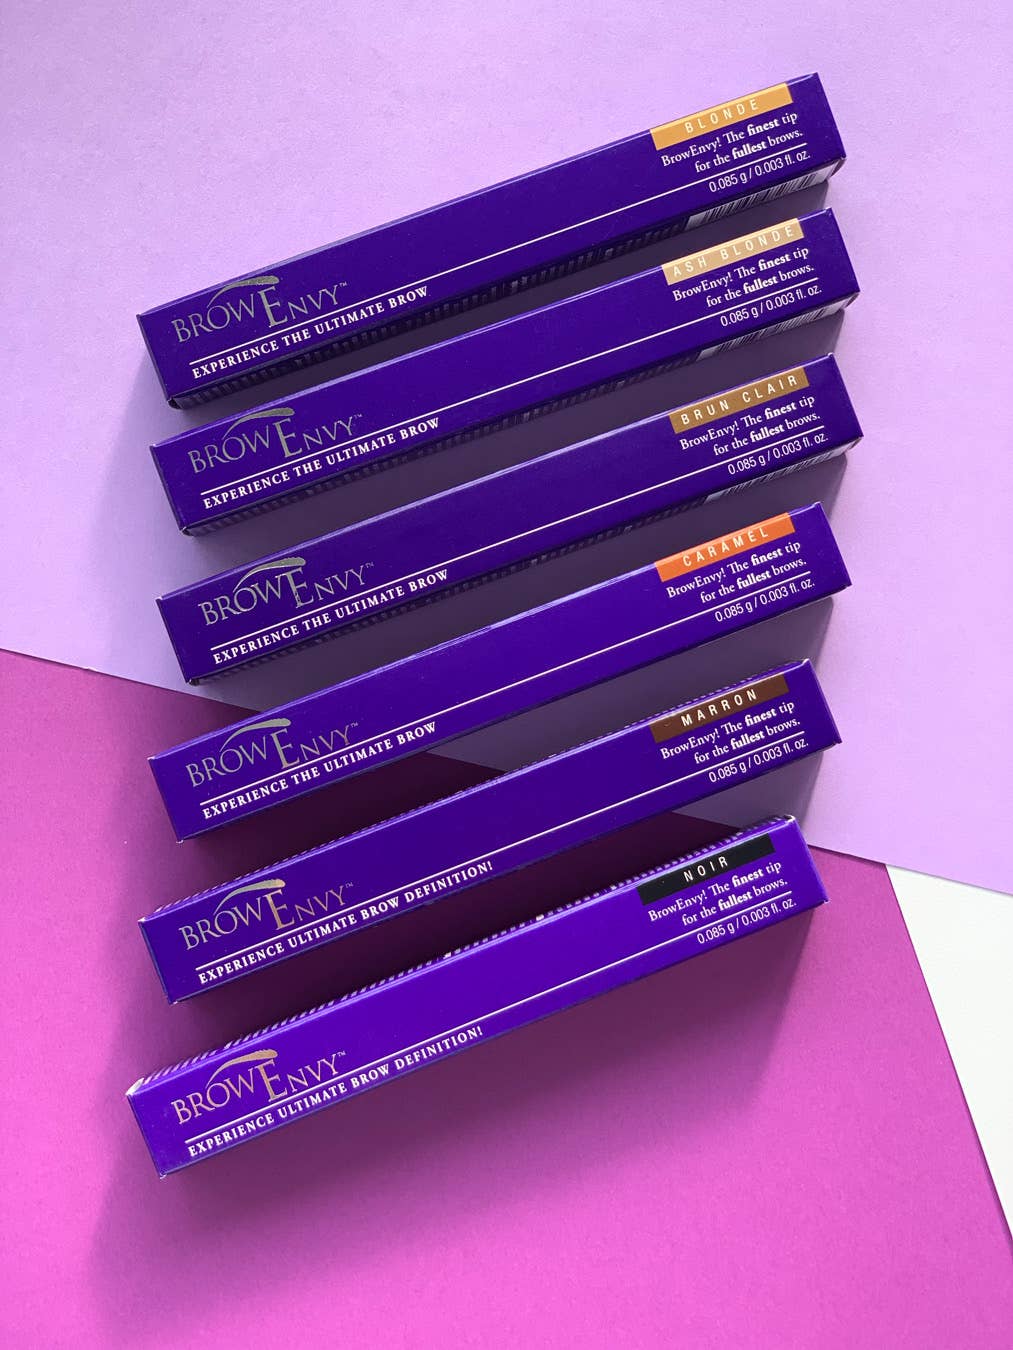 BLONDE
BrowEnvy! The finest tip
for the fullest brows.
0.085 g / 0.003 fl. oz.
BROWENVY™
EXPERIENCE THE ULTIMATE BROW
ASH BLONDE
BrowEnvy! The finest tip
for the fullest brows.
0.085 g / 0.003 fl. oz.
BROWENVY™
EXPERIENCE THE ULTIMATE BROW
BRUN CLAIR
BrowEnvy! The finest tip
for the fullest brows.
0.085 g / 0.003 fl. oz.
BROWENVY™
EXPERIENCE THE ULTIMATE BROW
CARAMEL
BrowEnvy! The finest tip
for the fullest brows.
0.085 g / 0.003 fl. oz.
BROWENVY™
EXPERIENCE THE ULTIMATE BROW
MARRON
BrowEnvy! The finest tip
for the fullest brows.
0.085 g / 0.003 fl. oz.
BROWENVY™
EXPERIENCE ULTIMATE BROW DEFINITION!
NOIR
BrowEnvy! The finest tip
for the fullest brows.
0.085 g / 0.003 fl. oz.
BROWENVY™
EXPERIENCE ULTIMATE BROW DEFINITION!